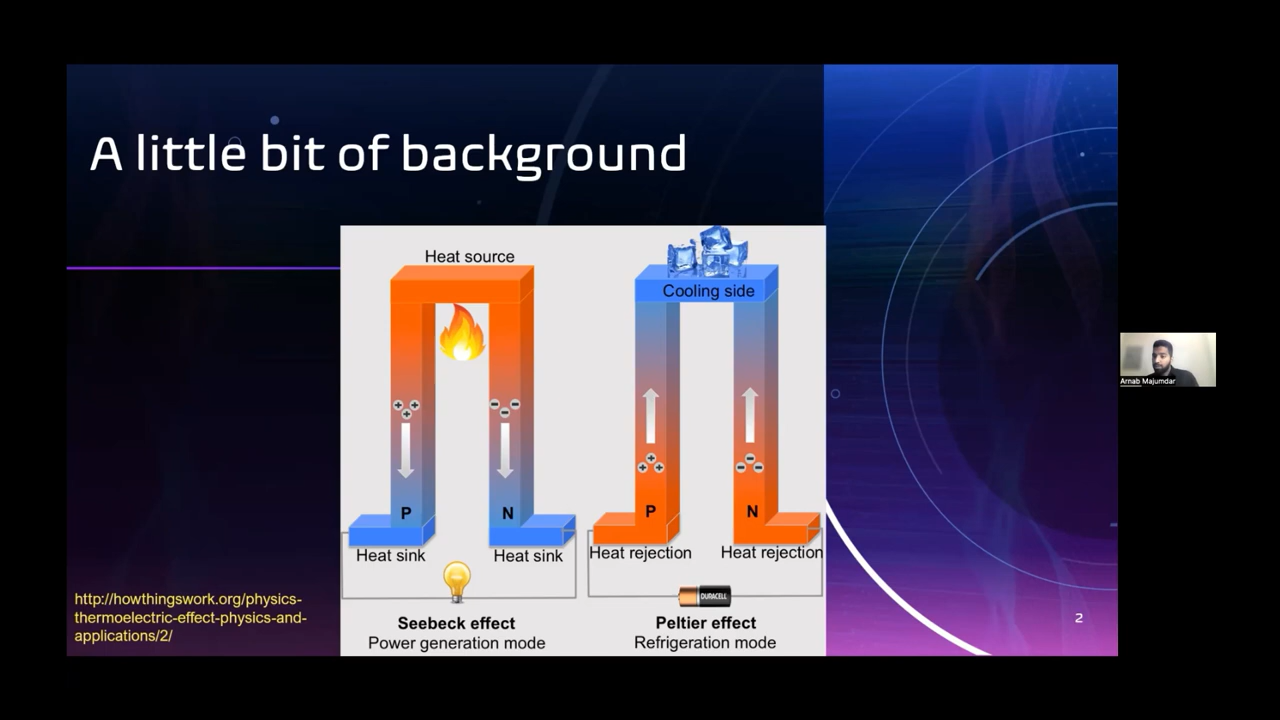 A little bit of background
Heat source
Cooling side
P
N
P
N
Heat sink
Heat sink
Heat rejection
Heat rejection
DURACELL
Seebeck effect
Power generation mode
Peltier effect
Refrigeration mode
http://howthingswork.org/physics-
thermoelectric-effect-physics-and-
applications/2/
2
Arnab Majumdar